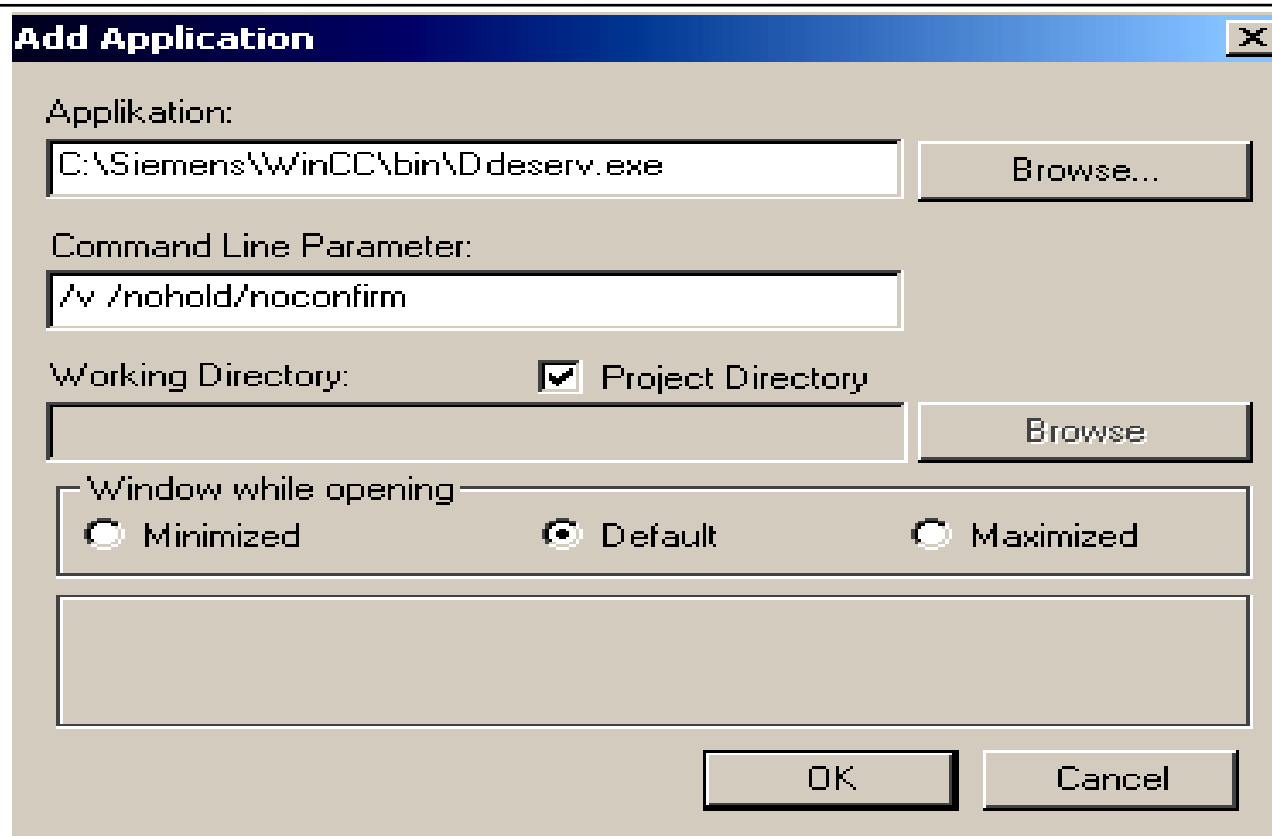 Add Application
Applikation:
C:\Siemens\WinCC\bin\Ddeserv.exe
Browse...
Command Line Parameter:
/v /nohold/noconfirm
Working Directory:
Project Directory
Browse
Window while opening
Minimized
Default
Maximized
OK
Cancel